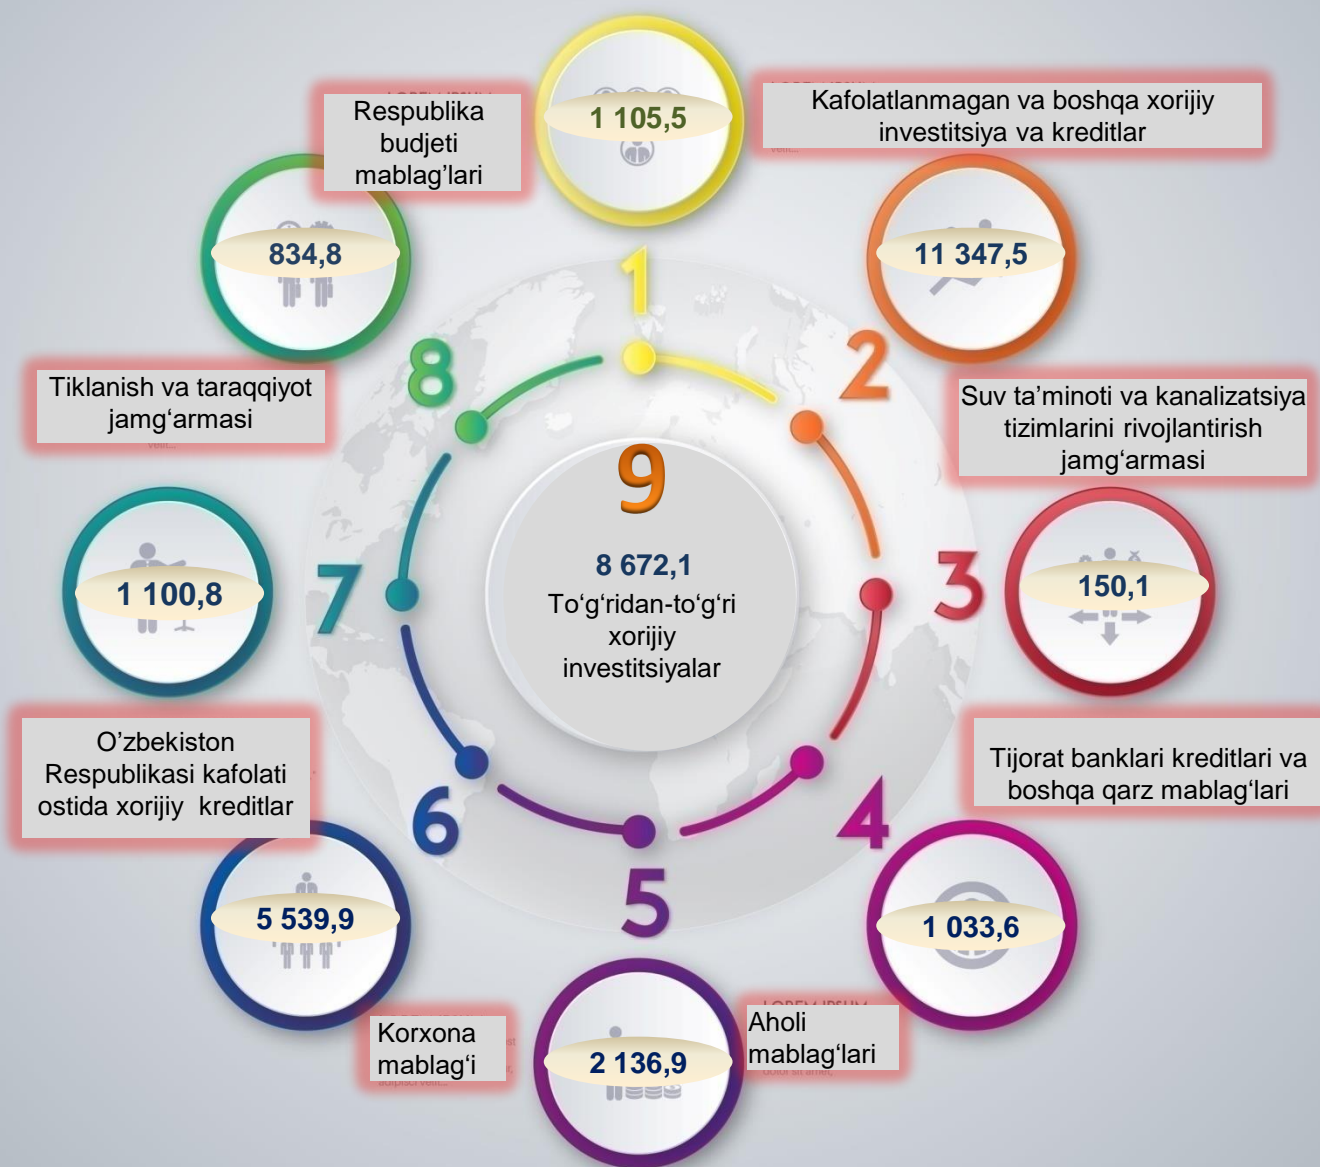 Respublika
budjeti
mablag’lari
1 105,5
Kafolatlanmagan va boshqa xorijiy
investitsiya va kreditlar
834,8
11 347,5
1
2
8
Tiklanish va taraqqiyot
jamg‘armasi
Suv ta’minoti va kanalizatsiya
tizimlarini rivojlantirish
jamg‘armasi
9
8 672,1
To‘g‘ridan-to‘g‘ri
xorijiy
investitsiyalar
1 100,8
7
3
150,1
O’zbekiston
Respublikasi kafolati
ostida xorijiy kreditlar
Tijorat banklari kreditlari va
boshqa qarz mablag‘lari
6
4
5
5 539,9
1 033,6
Korxona
mablag‘i
2 136,9
LOREM IPSUM
Aholi
mablag‘lari